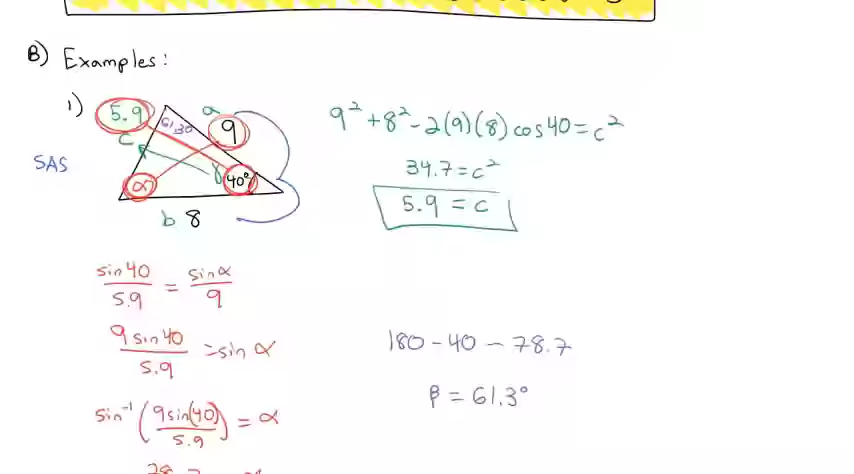 B) Examples:
1)
5.9
a
9
61.30
c
SAS
α
γ
40°
b 8
9² + 8² - 2(9)(8) cos 40 = c²
34.7 = c²
5.9 = c
sin 40 / 5.9 = sin α / 9
9 sin 40 / 5.9 = sin α
sin⁻¹ (9 sin(40) / 5.9) = α
180 - 40 - 78.7
β = 61.3°